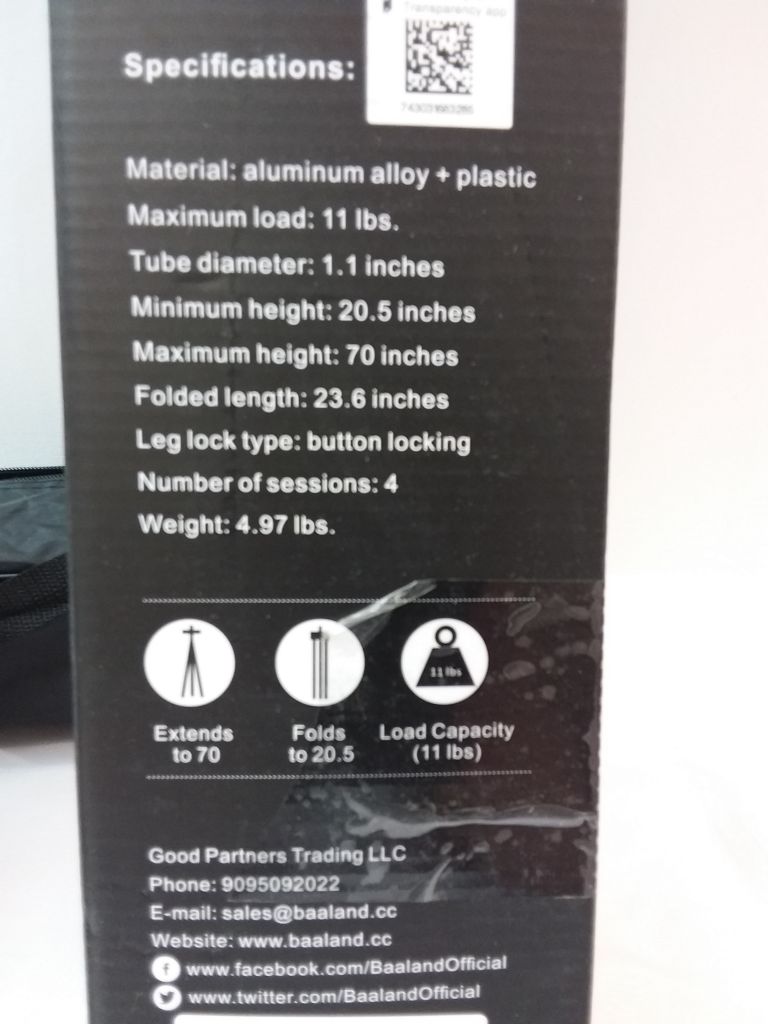 Transparency app
Specifications:
Material: aluminum alloy + plastic
Maximum load: 11 lbs.
Tube diameter: 1.1 inches
Minimum height: 20.5 inches
Maximum height: 70 inches
Folded length: 23.6 inches
Leg lock type: button locking
Number of sessions: 4
Weight: 4.97 lbs.
11 lbs
Extends
to 70
Folds
to 20.5
Load Capacity
(11 lbs)
Good Partners Trading LLC
Phone: 9095092022
E-mail: sales@baaland.cc
Website: www.baaland.cc
www.facebook.com/BaalandOfficial
www.twitter.com/BaalandOfficial